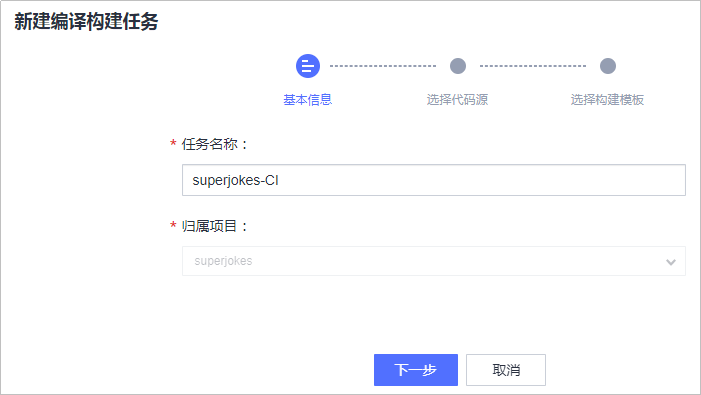 新建编译构建任务
基本信息
选择代码源
选择构建模板
* 任务名称：
superjokes-CI
* 归属项目：
superjokes
下一步
取消